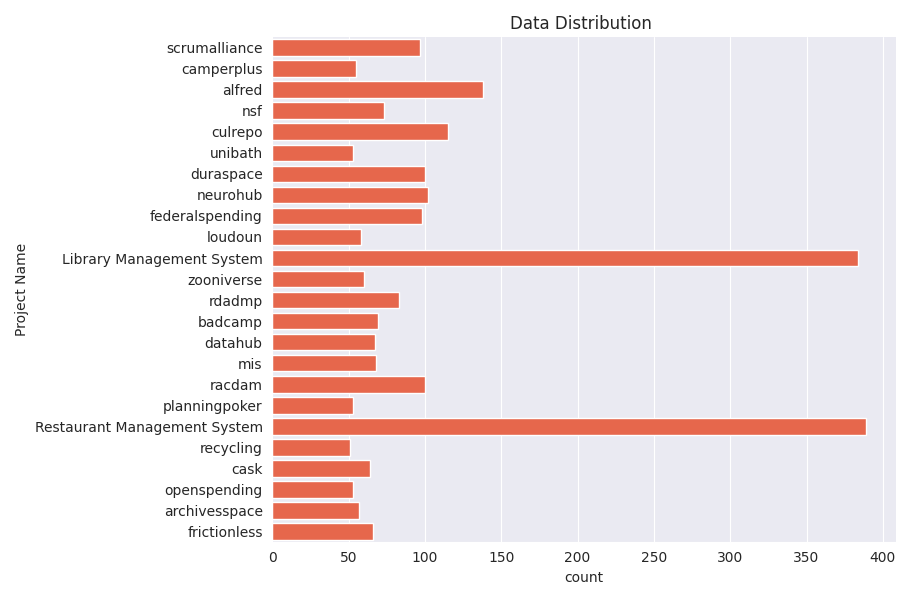 Data Distribution
Project Name
scrumalliance
camperplus
alfred
nsf
culrepo
unibath
duraspace
neurohub
federalspending
loudoun
Library Management System
zooniverse
rdadmp
badcamp
datahub
mis
racdam
planningpoker
Restaurant Management System
recycling
cask
openspending
archivesspace
frictionless
0 50 100 150 200 250 300 350 400
count